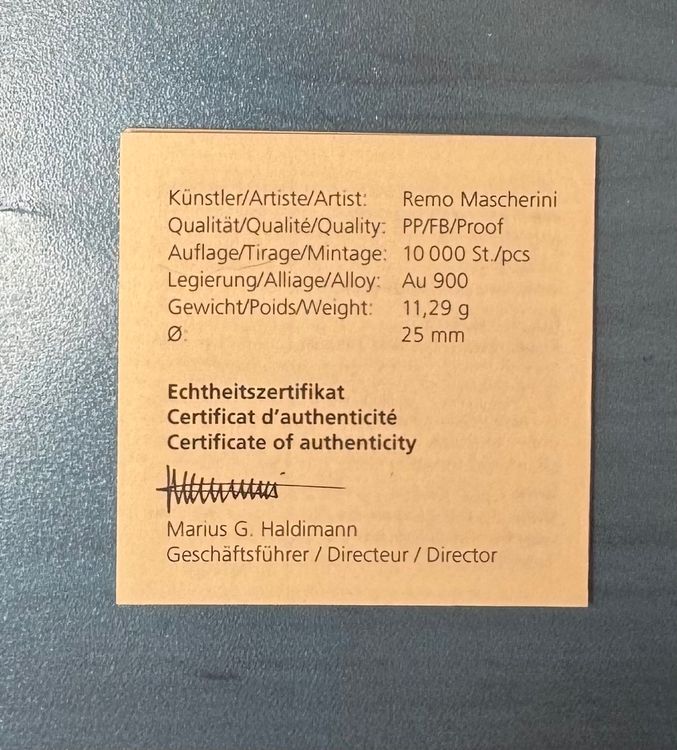 Künstler/Artiste/Artist: Remo Mascherini
Qualität/Qualité/Quality: PP/FB/Proof
Auflage/Tirage/Mintage: 10 000 St./pcs
Legierung/Alliage/Alloy: Au 900
Gewicht/Poids/Weight: 11,29 g
Ø: 25 mm
Echtheitszertifikat
Certificat d'authenticité
Certificate of authenticity
Marius G. Haldimann
Geschäftsführer / Directeur / Director